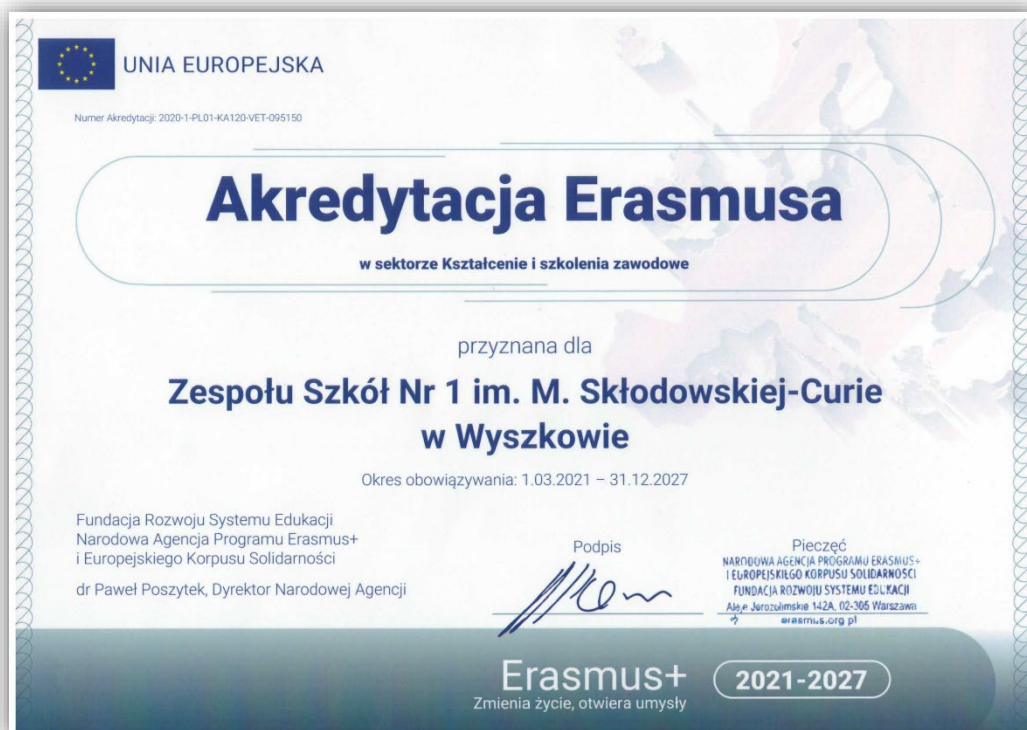 UNIA EUROPEJSKA
Numer Akredytacji: 2020-1-PL01-KA120-VET-095150
Akredytacja Erasmusa
w sektorze Kształcenie i szkolenia zawodowe
przyznana dla
Zespołu Szkół Nr 1 im. M. Skłodowskiej-Curie
w Wyszkowie
Okres obowiązywania: 1.03.2021 – 31.12.2027
Fundacja Rozwoju Systemu Edukacji
Narodowa Agencja Programu Erasmus+
i Europejskiego Korpusu Solidarności
dr Paweł Poszytek, Dyrektor Narodowej Agencji
Podpis
Pieczęć
NARODOWA AGENCJA PROGRAMU ERASMUS+
I EUROPEJSKIEGO KORPUSU SOLIDARNOŚCI
FUNDACJA ROZWOJU SYSTEMU EDUKACJI
Aleje Jerozolimskie 142A, 02-305 Warszawa
erasmus.org.pl
Erasmus+
Zmienia życie, otwiera umysły
2021-2027